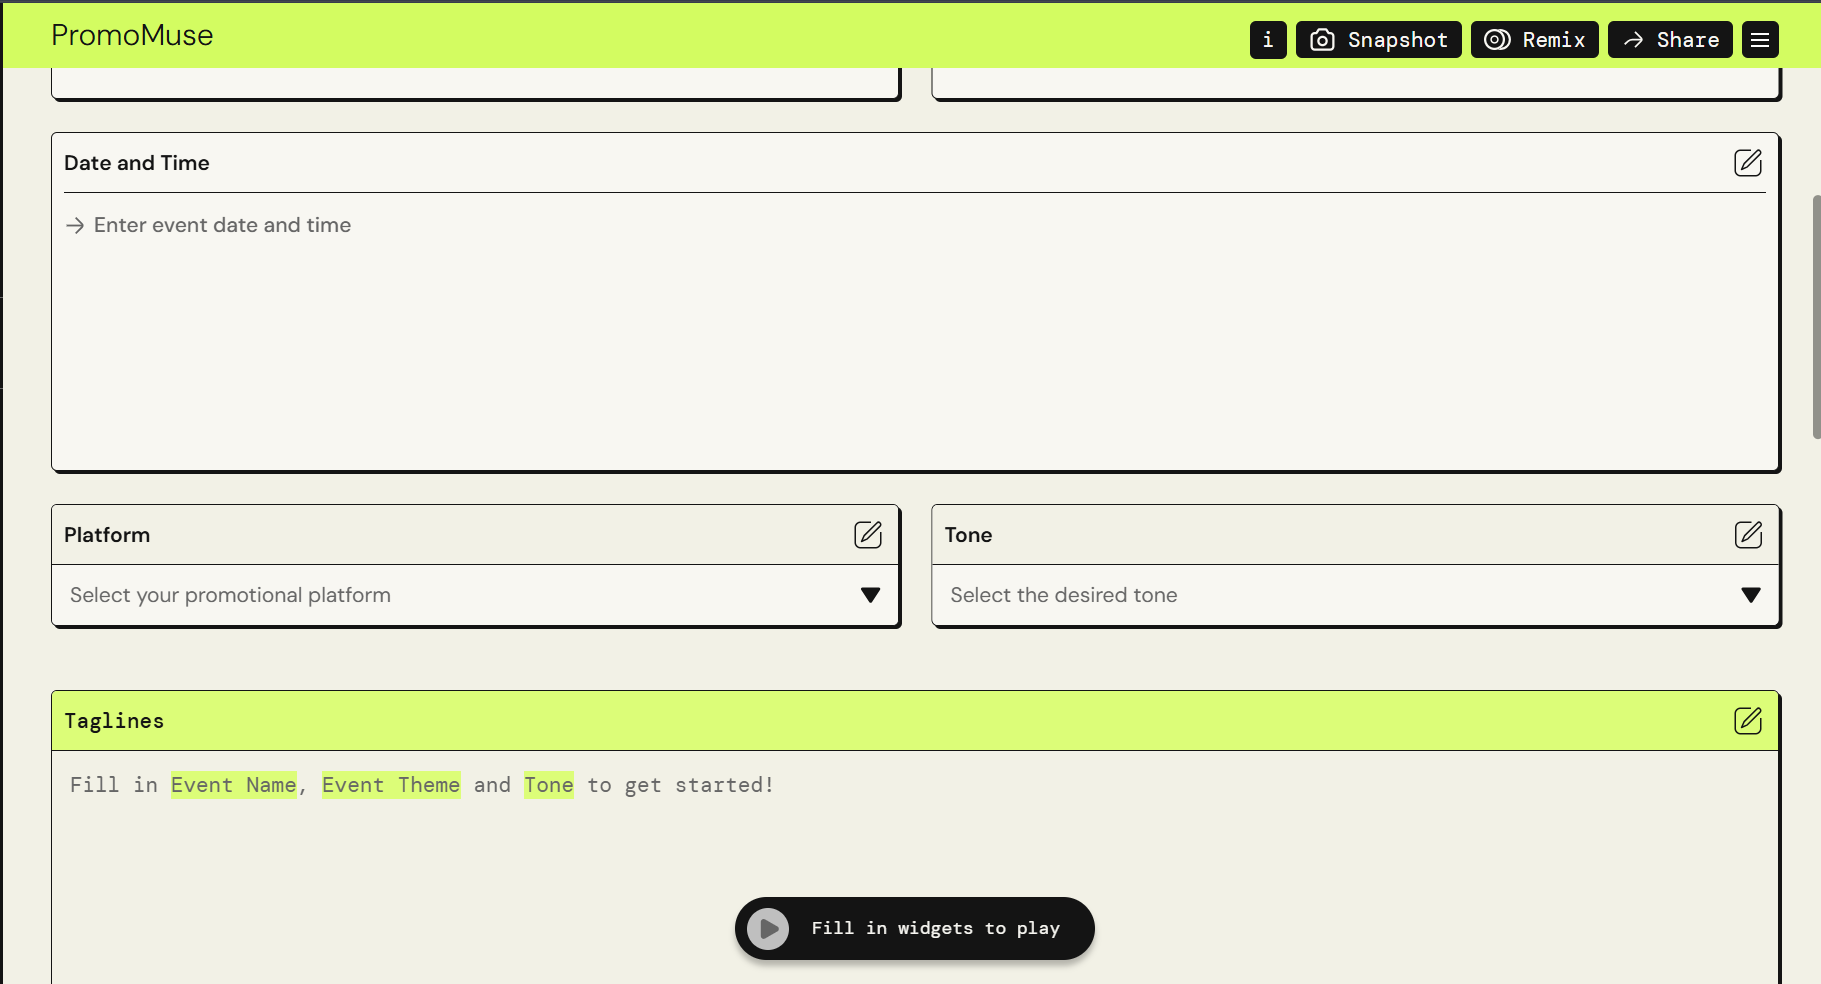 PromoMuse
i
Snapshot
Remix
Share
Date and Time
Enter event date and time
Platform
Select your promotional platform
Tone
Select the desired tone
Taglines
Fill in Event Name, Event Theme and Tone to get started!
Fill in widgets to play